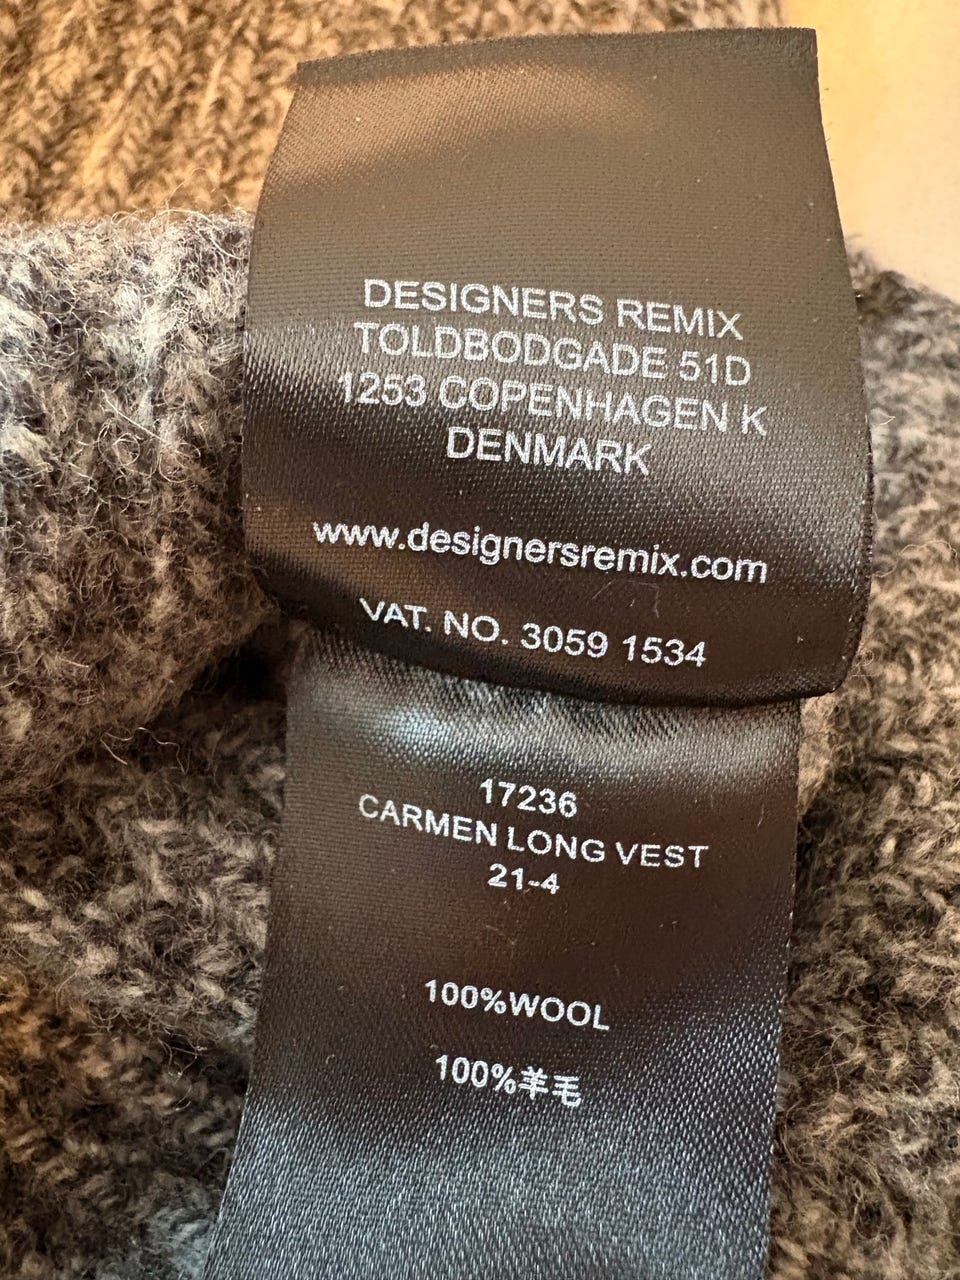 DESIGNERS REMIX
TOLDBODGADE 51D
1253 COPENHAGEN K
DENMARK
www.designersremix.com
VAT. NO. 3059 1534
17236
CARMEN LONG VEST
21-4
100%WOOL
100%羊毛